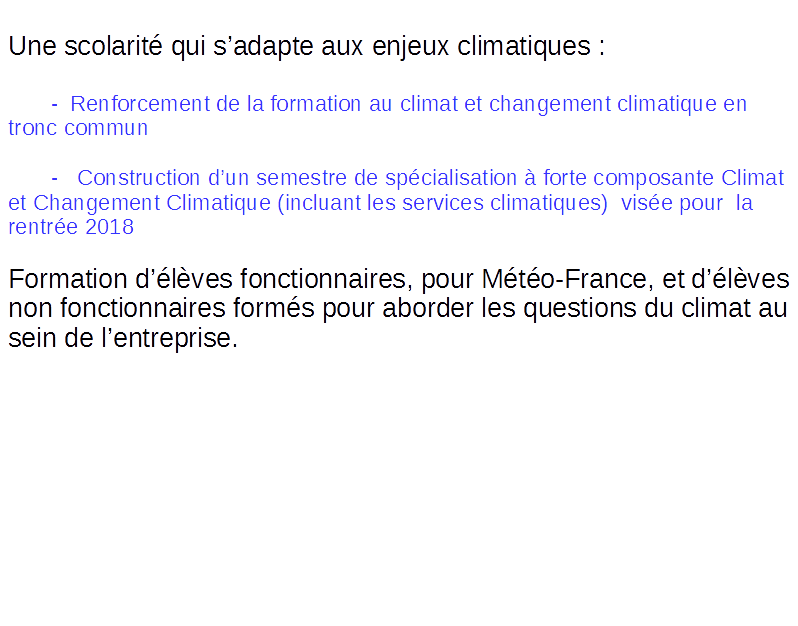 Une scolarité qui s’adapte aux enjeux climatiques :
- Renforcement de la formation au climat et changement climatique en
tronc commun
- Construction d’un semestre de spécialisation à forte composante Climat
et Changement Climatique (incluant les services climatiques) visée pour la
rentrée 2018
Formation d’élèves fonctionnaires, pour Météo-France, et d’élèves
non fonctionnaires formés pour aborder les questions du climat au
sein de l’entreprise.